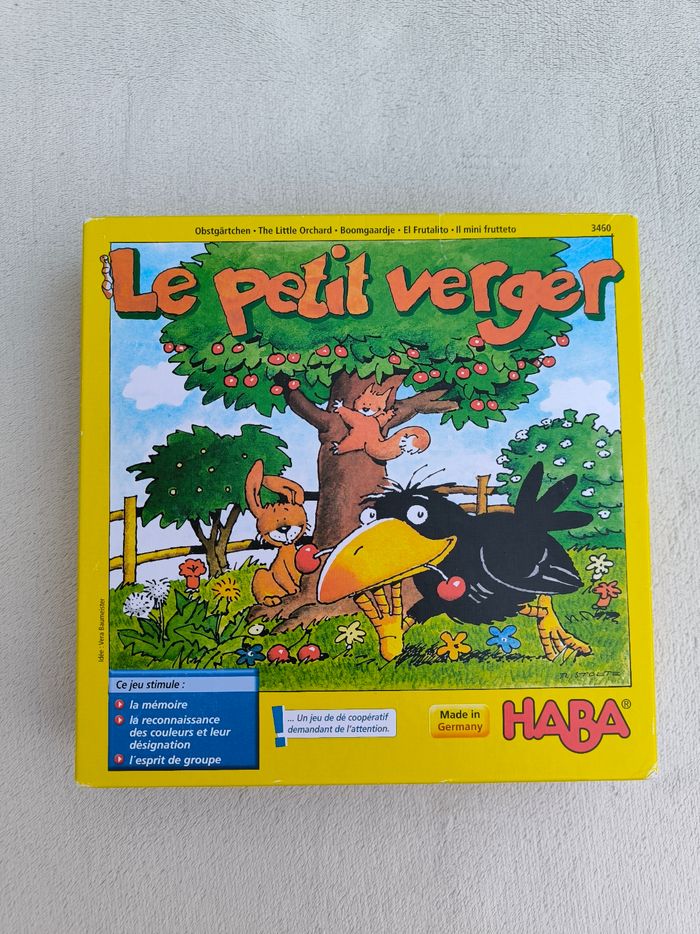 Obstgärtchen • The Little Orchard • Boomgaardje • El Frutalito • Il mini frutteto
3460
Le petit verger
Idée : Vera Baumeister
R. STOLTE
Ce jeu stimule :
la mémoire
la reconnaissance
des couleurs et leur
désignation
l'esprit de groupe
... Un jeu de dé coopératif
demandant de l'attention.
Made in
Germany
HABA®